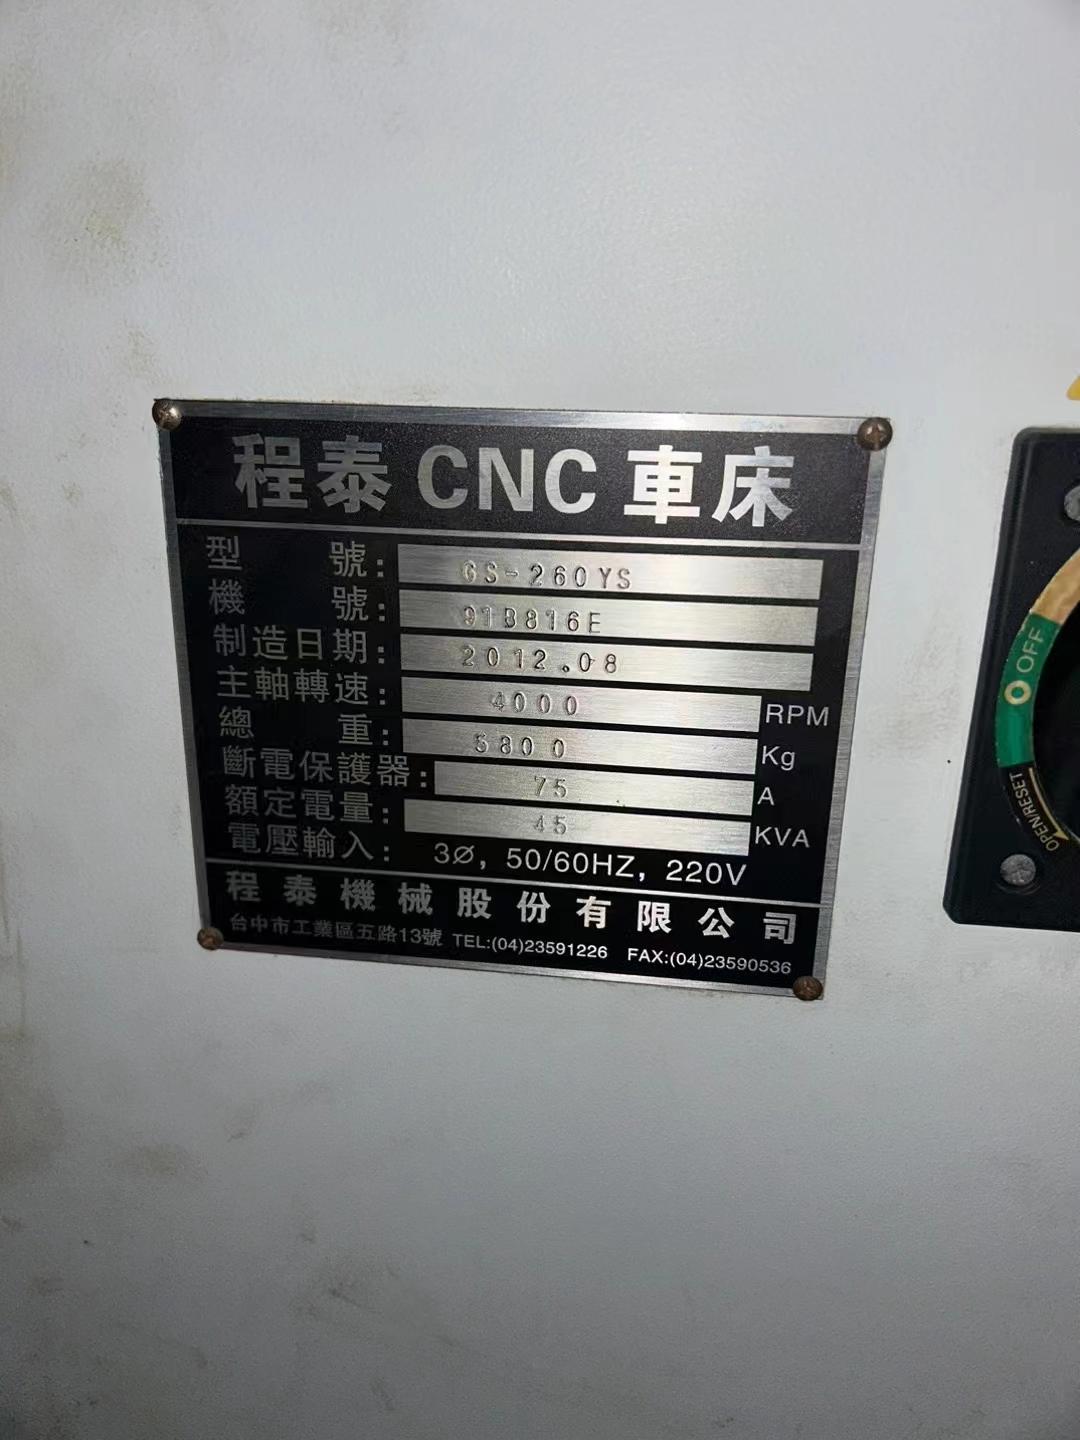 程泰 CNC 車床
型號: GS-260YS
機號: 91B816E
制造日期: 2012.08
主軸轉速: 4000 RPM
總重: 5800 Kg
斷電保護器: 75 A
額定電量: 45 KVA
電壓輸入: 3Ø, 50/60HZ, 220V
程泰機械股份有限公司
台中市工業區五路13號 TEL:(04)23591226 FAX:(04)23590536
O OFF
OPEN/RESET